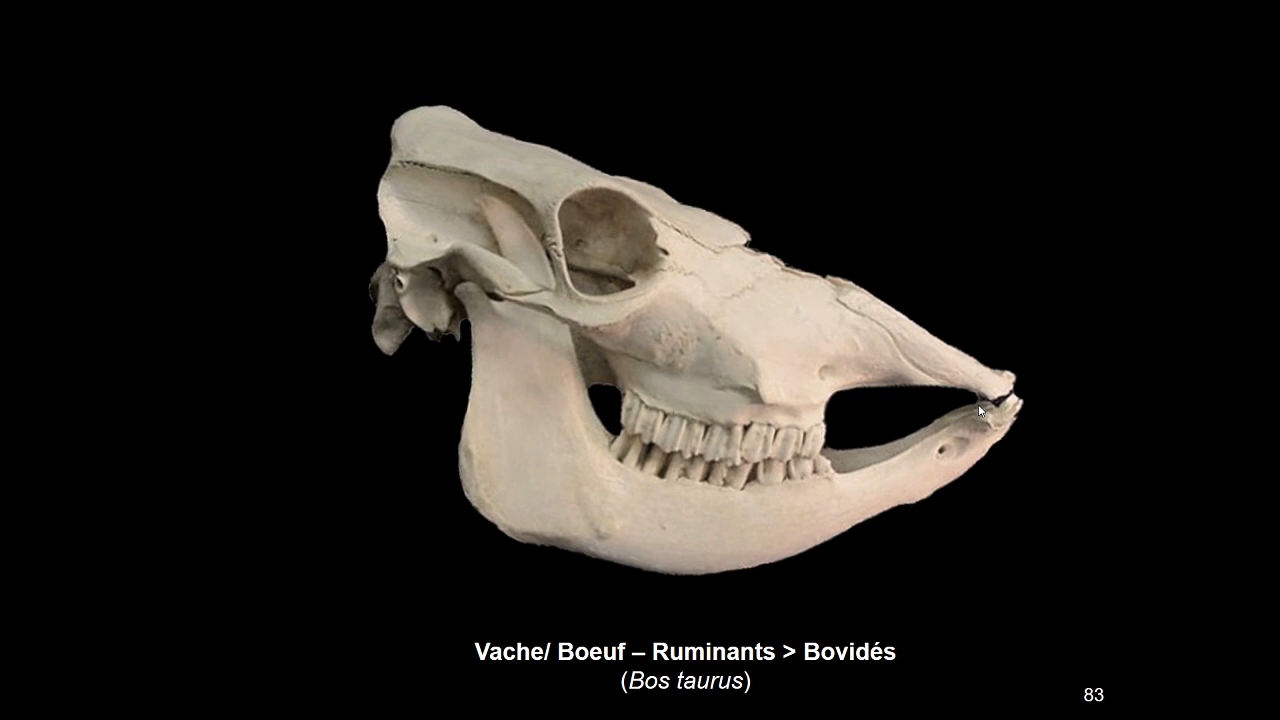 Vache/ Boeuf – Ruminants > Bovidés
(Bos taurus)
83